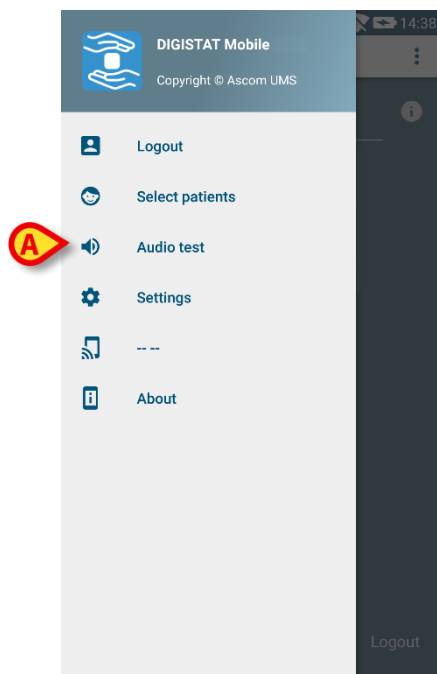 14:38
DIGISTAT Mobile
Copyright © Ascom UMS
Logout
Select patients
A
Audio test
Settings
-- --
About
Logout